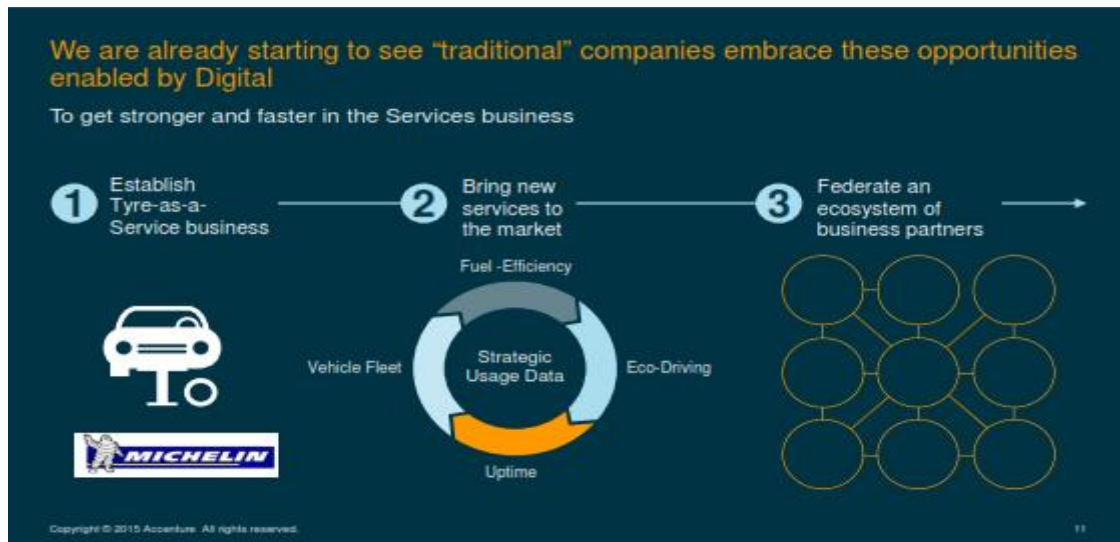 We are already starting to see “traditional” companies embrace these opportunities
enabled by Digital
To get stronger and faster in the Services business
1
Establish
Tyre-as-a-
Service business
2
Bring new
services to
the market
3
Federate an
ecosystem of
business partners
Fuel -Efficiency
Vehicle Fleet
Strategic
Usage Data
Eco-Driving
Uptime
MICHELIN
Copyright © 2015 Accenture All rights reserved.
11